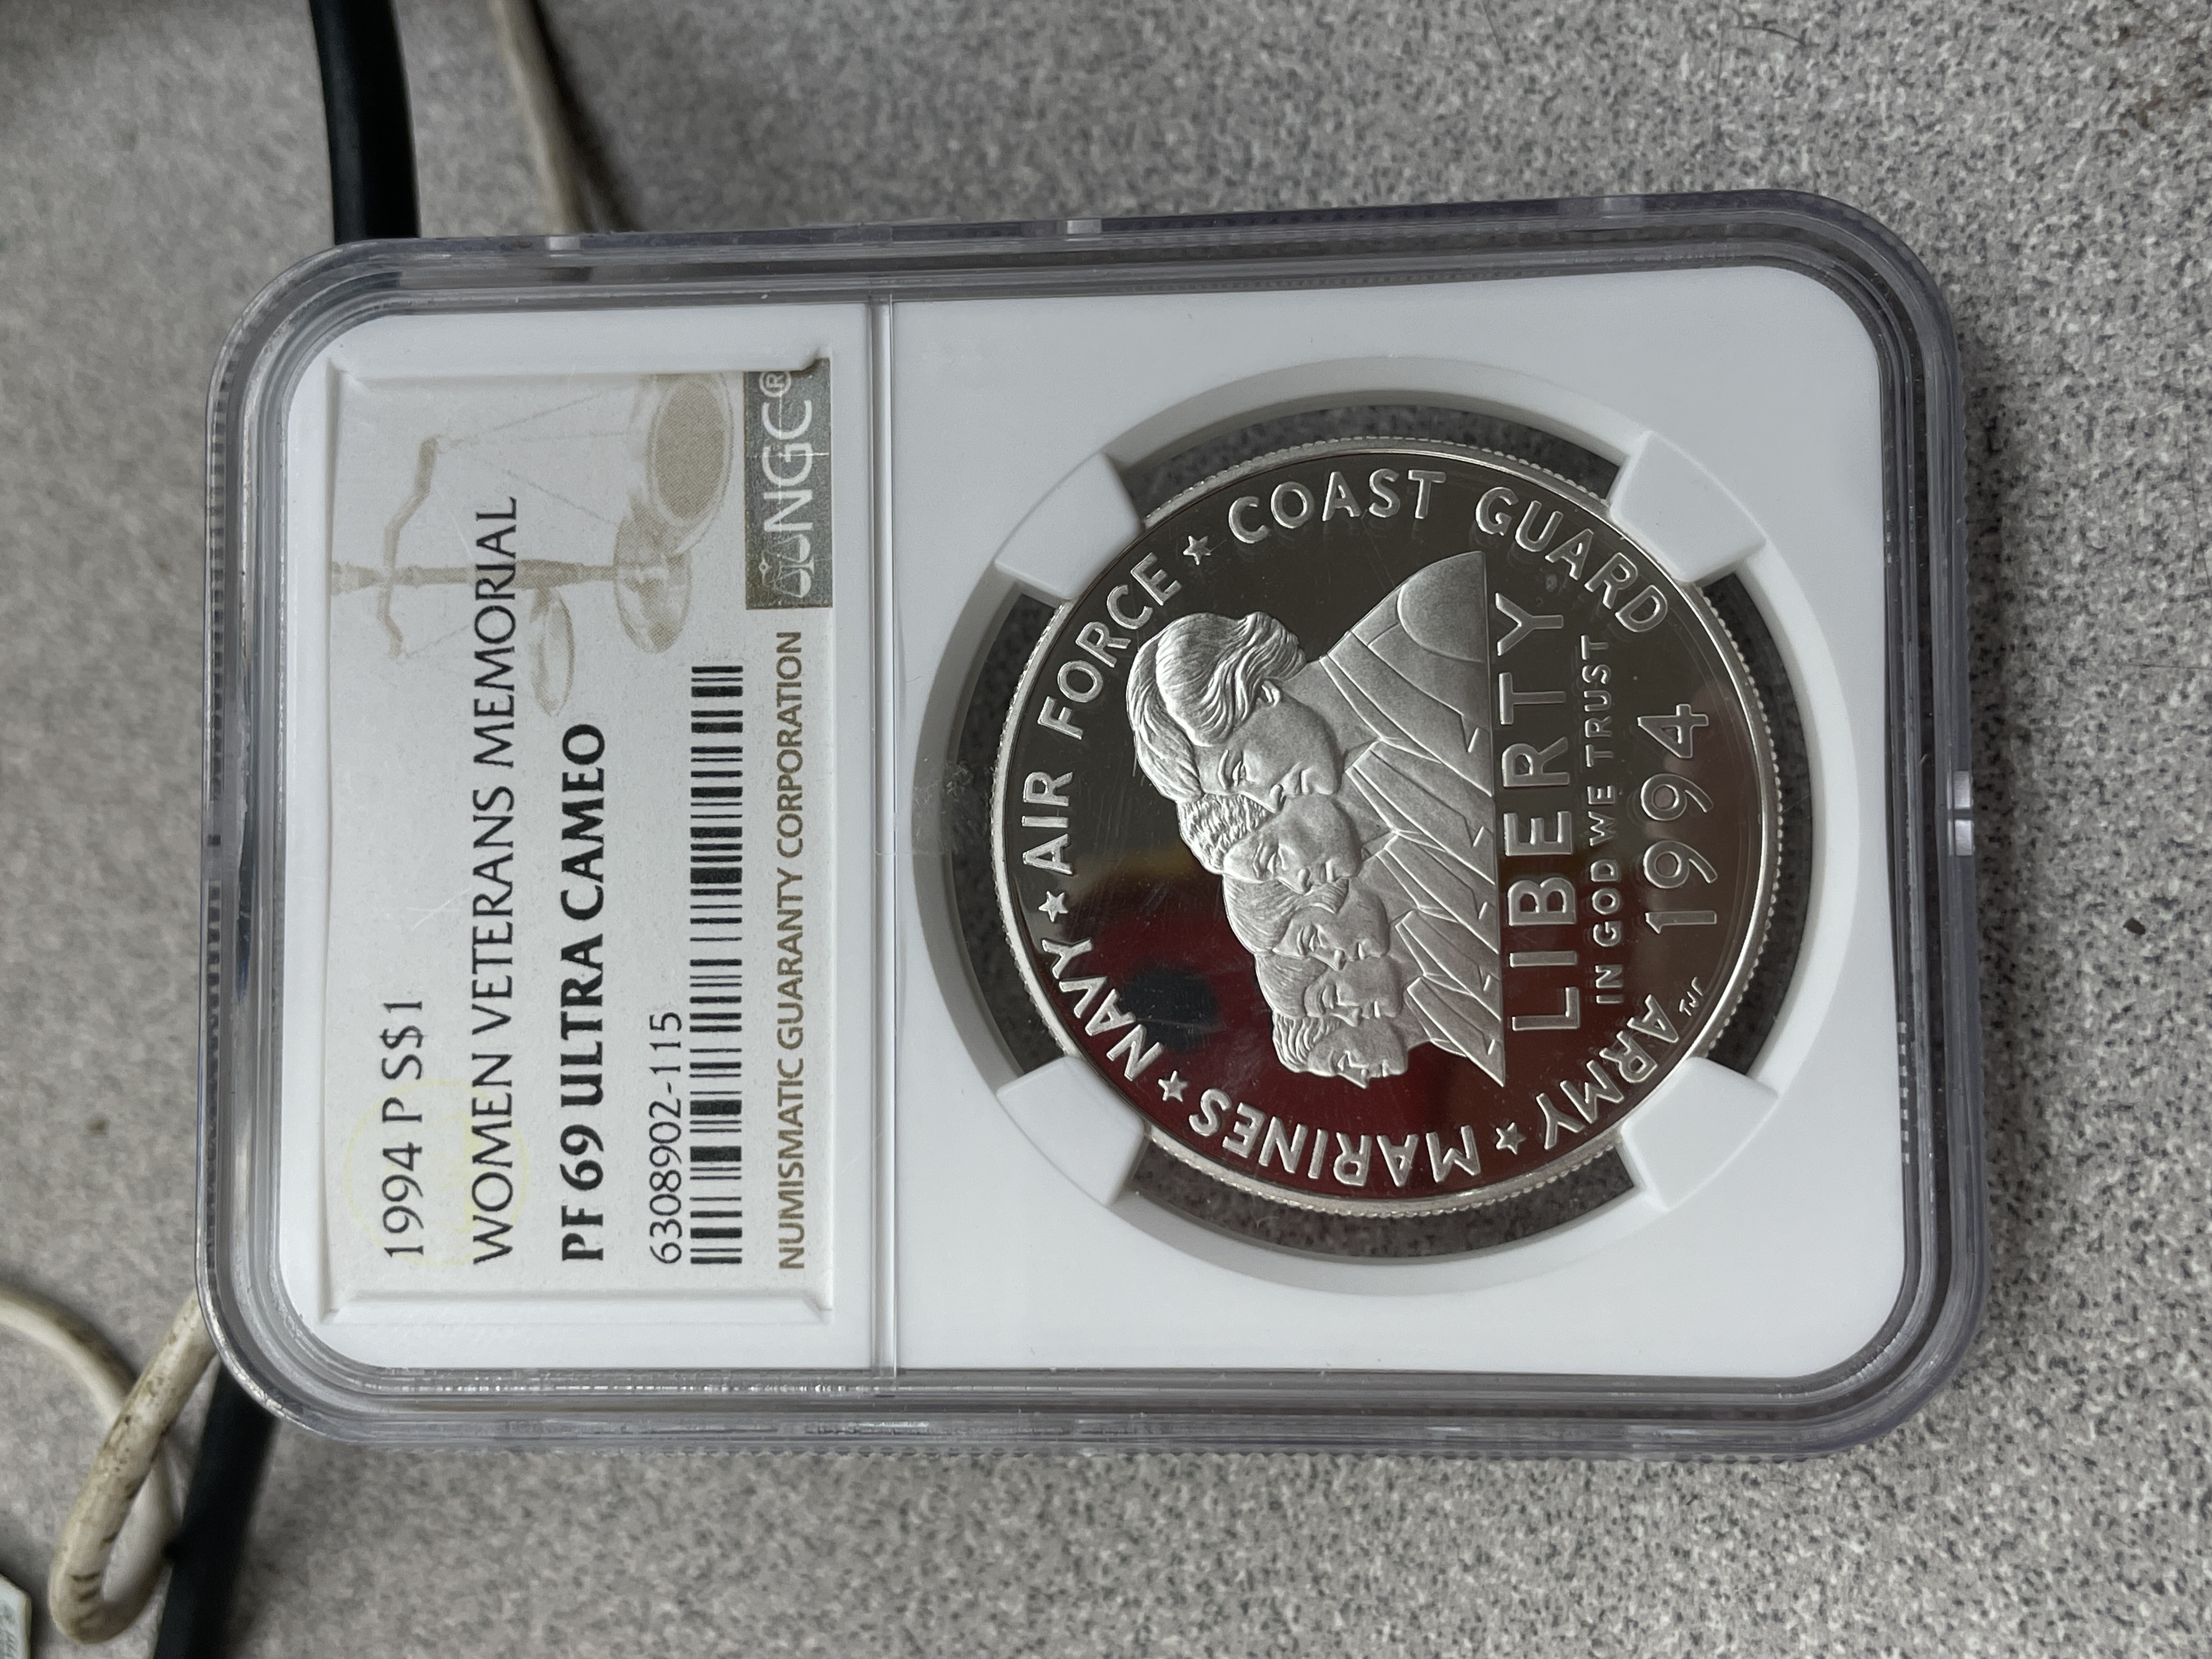 1994 P S$1
WOMEN VETERANS MEMORIAL
PF 69 ULTRA CAMEO
6308902-115
NUMISMATIC GUARANTY CORPORATION
NGC®
ARMY ★ MARINES ★ NAVY ★ AIR FORCE ★ COAST GUARD
LIBERTY
IN GOD WE TRUST
1994
TJF